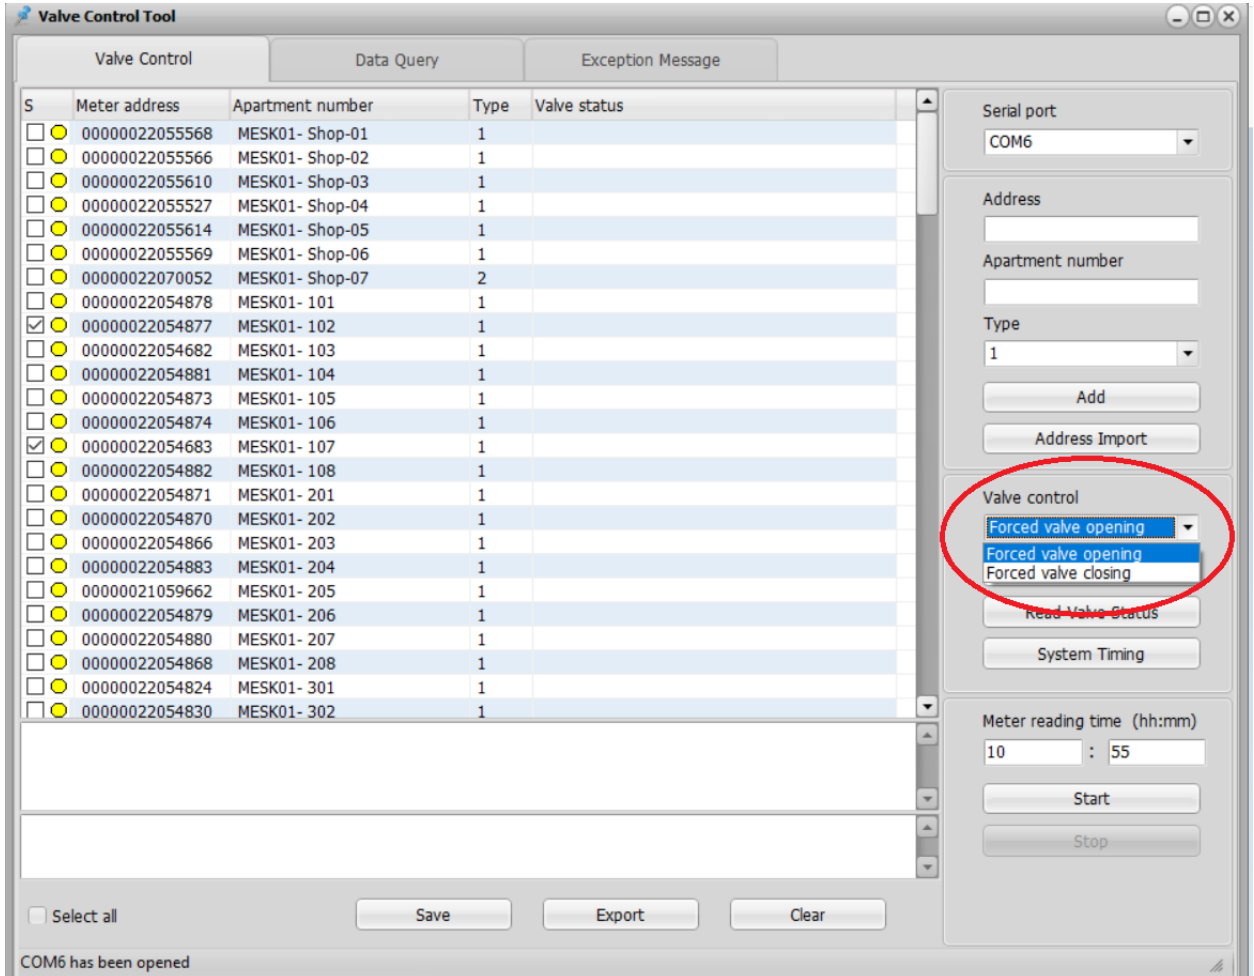 Valve Control Tool
Valve Control Data Query Exception Message
S Meter address Apartment number Type Valve status
00000022055568 MESK01- Shop-01 1
00000022055566 MESK01- Shop-02 1
00000022055610 MESK01- Shop-03 1
00000022055527 MESK01- Shop-04 1
00000022055614 MESK01- Shop-05 1
00000022055569 MESK01- Shop-06 1
00000022070052 MESK01- Shop-07 2
00000022054878 MESK01- 101 1
00000022054877 MESK01- 102 1
00000022054682 MESK01- 103 1
00000022054881 MESK01- 104 1
00000022054873 MESK01- 105 1
00000022054874 MESK01- 106 1
00000022054683 MESK01- 107 1
00000022054882 MESK01- 108 1
00000022054871 MESK01- 201 1
00000022054870 MESK01- 202 1
00000022054866 MESK01- 203 1
00000022054883 MESK01- 204 1
00000021059662 MESK01- 205 1
00000022054879 MESK01- 206 1
00000022054880 MESK01- 207 1
00000022054868 MESK01- 208 1
00000022054824 MESK01- 301 1
00000022054830 MESK01- 302 1
Serial port
COM6
Address
Apartment number
Type
1
Add
Address Import
Valve control
Forced valve opening
Forced valve opening
Forced valve closing
Read Valve Status
System Timing
Meter reading time (hh:mm)
10 : 55
Start
Stop
Select all Save Export Clear
COM6 has been opened